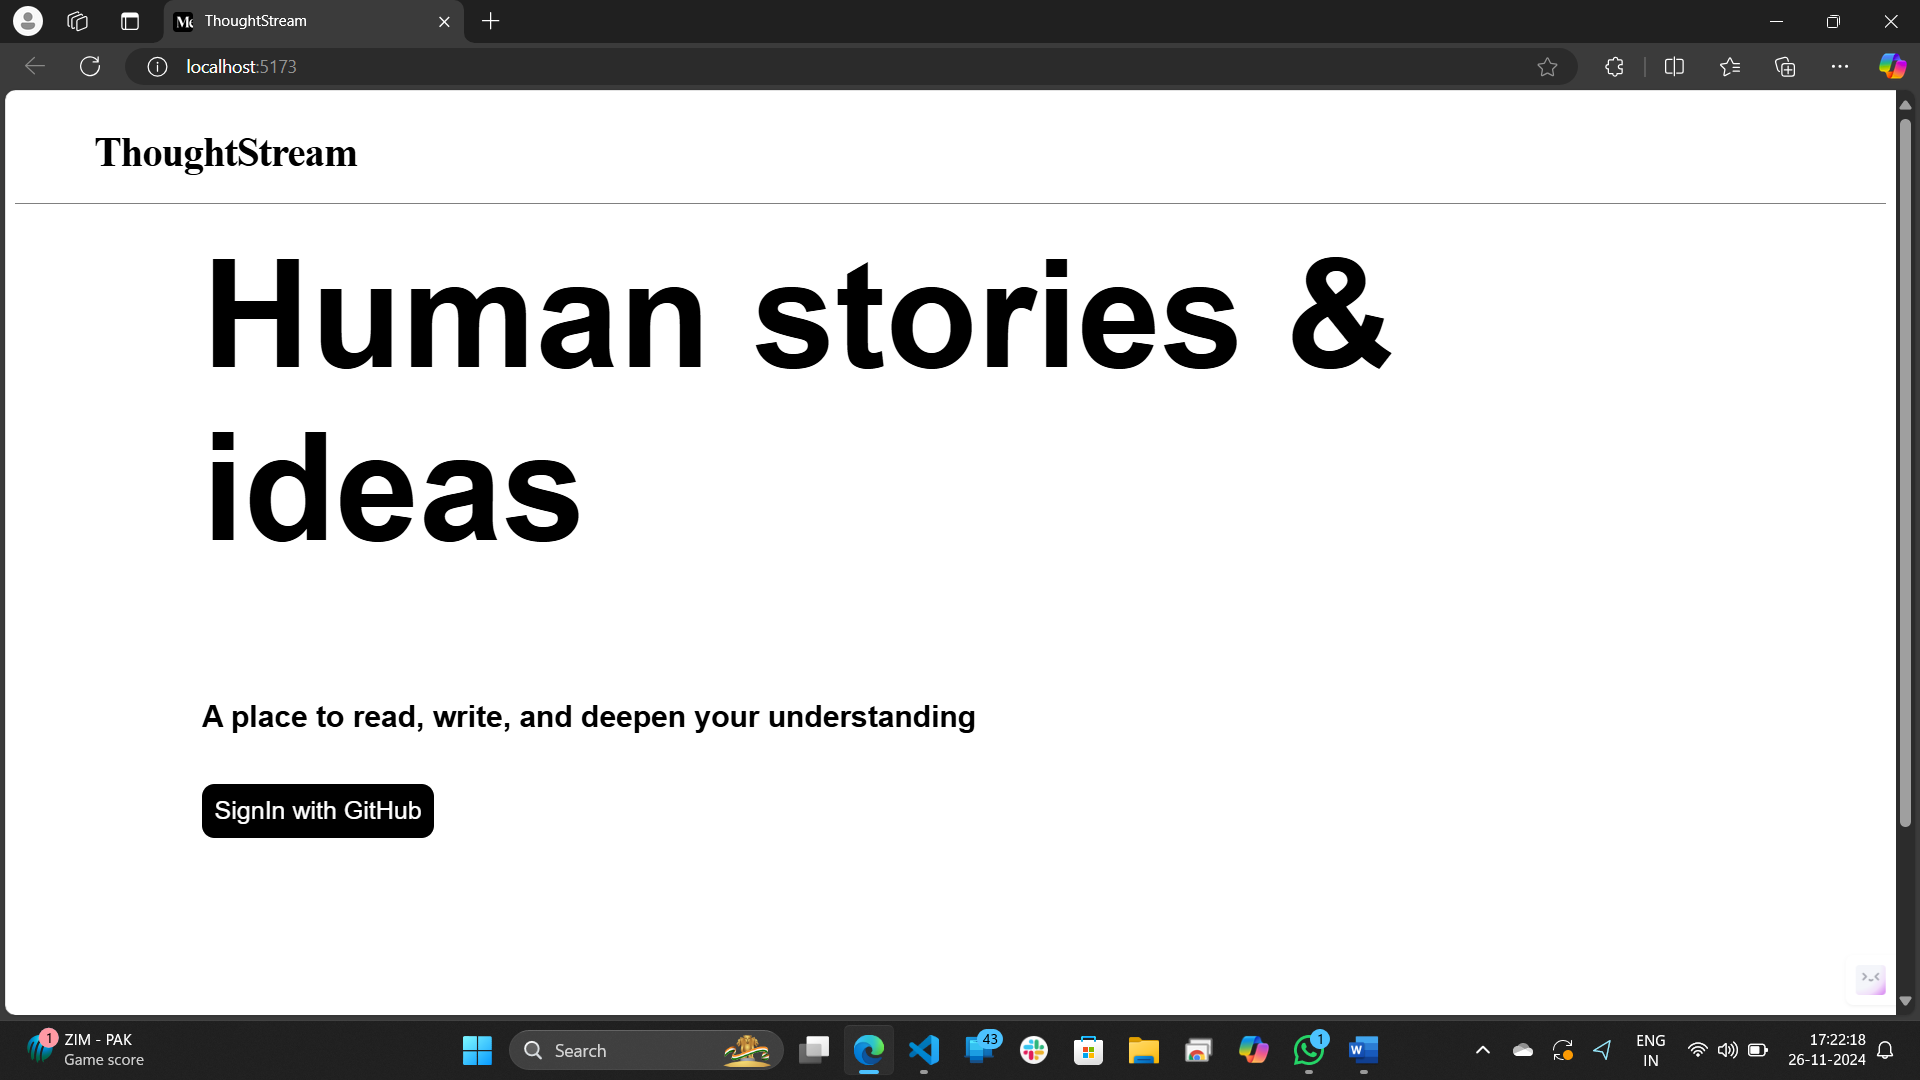 ThoughtStream
localhost:5173
ThoughtStream
Human stories &
ideas
A place to read, write, and deepen your understanding
SignIn with GitHub
1
ZIM - PAK
Game score
Search
43
1
ENG
IN
17:22:18
26-11-2024